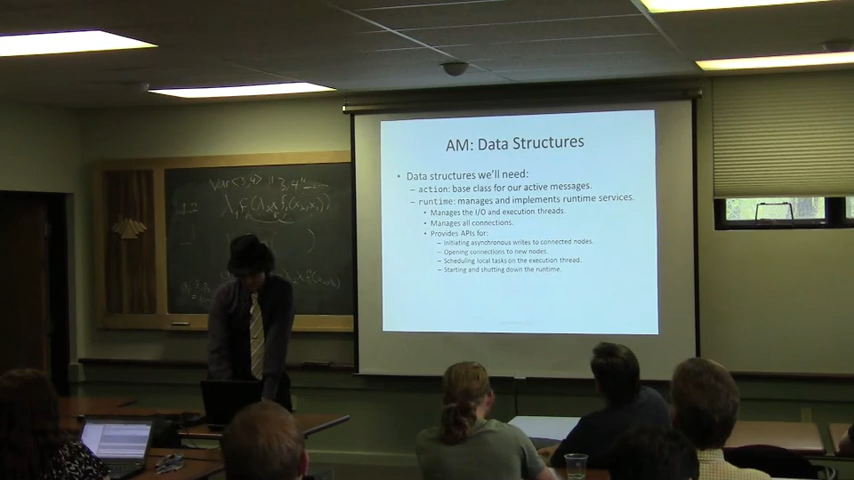 AM: Data Structures
• Data structures we'll need:
– action: base class for our active messages.
– runtime: manages and implements runtime services.
• Manages the I/O and execution threads
• Manages all connections.
• Provides APIs for:
– Initiating asynchronous writes to connected nodes.
– Opening connections to new nodes.
– Scheduling local tasks on the execution thread.
– Starting and shutting down the runtime.